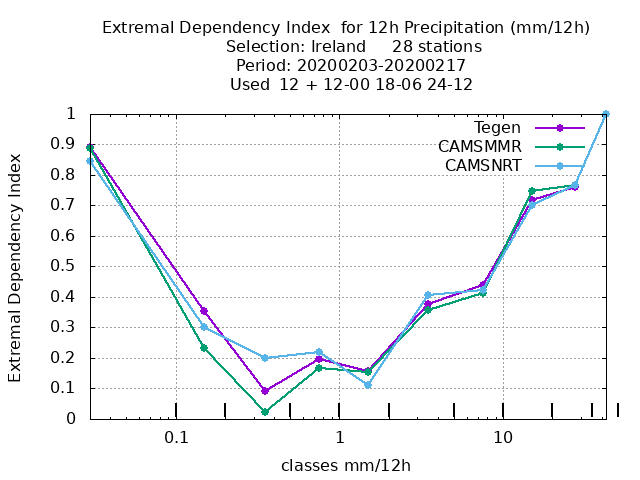 Extremal Dependency Index  for 12h Precipitation (mm/12h)
Selection: Ireland     28 stations
Period: 20200203-20200217
Used  12 + 12-00 18-06 24-12
Tegen
CAMSMMR
CAMSNRT
1
0.9
0.8
0.7
0.6
0.5
0.4
0.3
0.2
0.1
0
Extremal Dependency Index
0.1 1 10
classes mm/12h